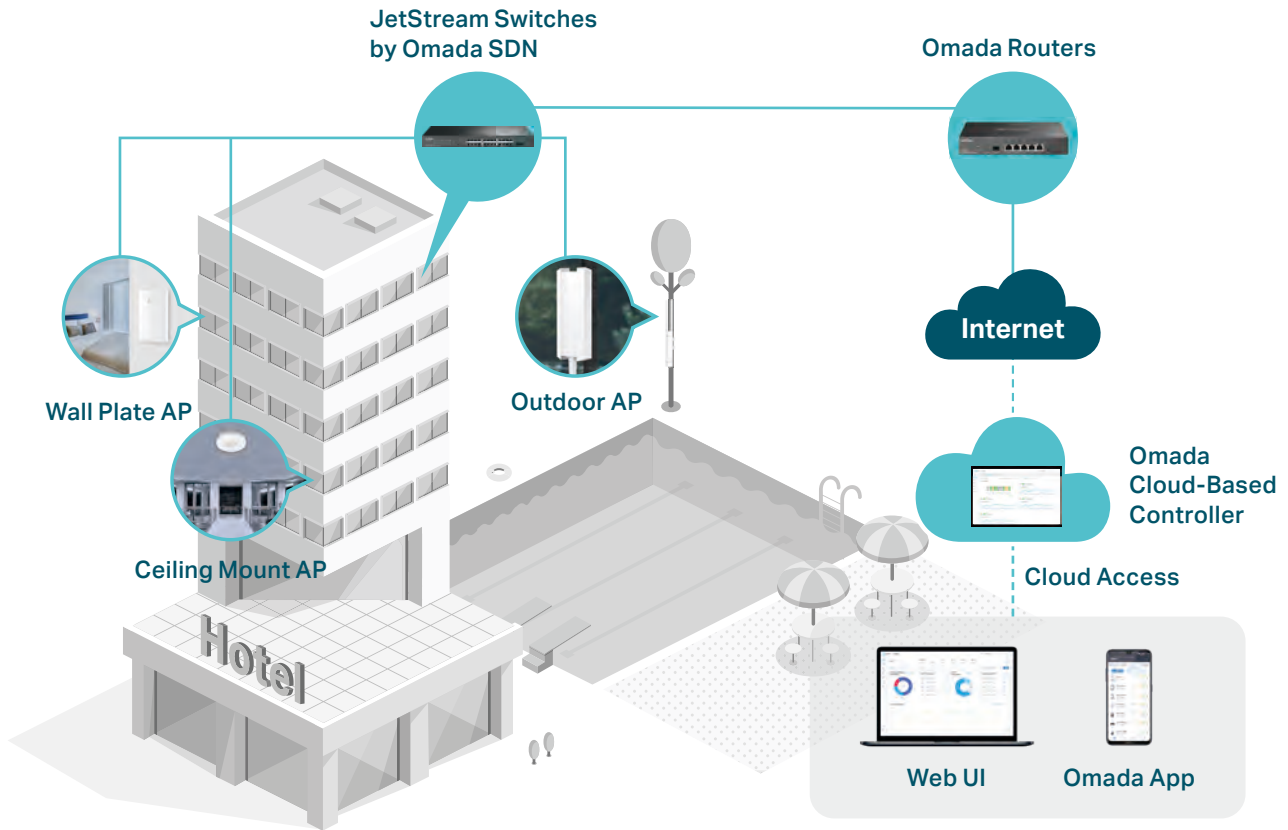 JetStream Switches
by Omada SDN
Omada Routers
Internet
Wall Plate AP
Outdoor AP
Omada
Cloud-Based
Controller
Ceiling Mount AP
Cloud Access
Hotel
Web UI
Omada App